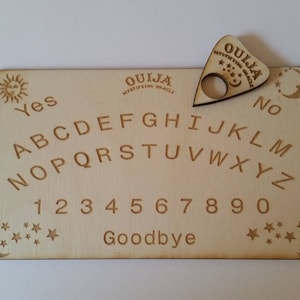 OUIJA
MYSTIFYING ORACLE
OUIJA
MYSTIFYING ORACLE
Yes
No
ABCDEFGHIJKLM
NOPQRSTUVWXYZ
1234567890
Goodbye